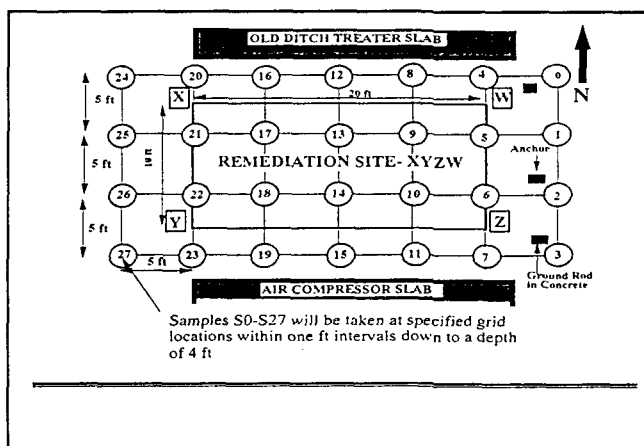 OLD DITCH TREATER SLAB
24 20 16 12 8 4 0
X 20 ft W N
5 ft
25 21 17 13 9 5 1
REMEDIATION SITE- XYZW
Anchor
5 ft
26 22 18 14 10 6 2
Y Z
5 ft
27 23 19 15 11 7 3
5 ft
Ground Rod
in Concrete
AIR COMPRESSOR SLAB
Samples S0-S27 will be taken at specified grid
locations within one ft intervals down to a depth
of 4 ft